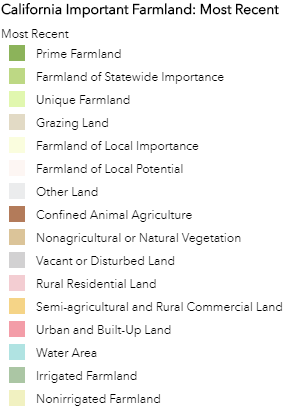 California Important Farmland: Most Recent
Most Recent
Prime Farmland
Farmland of Statewide Importance
Unique Farmland
Grazing Land
Farmland of Local Importance
Farmland of Local Potential
Other Land
Confined Animal Agriculture
Nonagricultural or Natural Vegetation
Vacant or Disturbed Land
Rural Residential Land
Semi-agricultural and Rural Commercial Land
Urban and Built-Up Land
Water Area
Irrigated Farmland
Nonirrigated Farmland